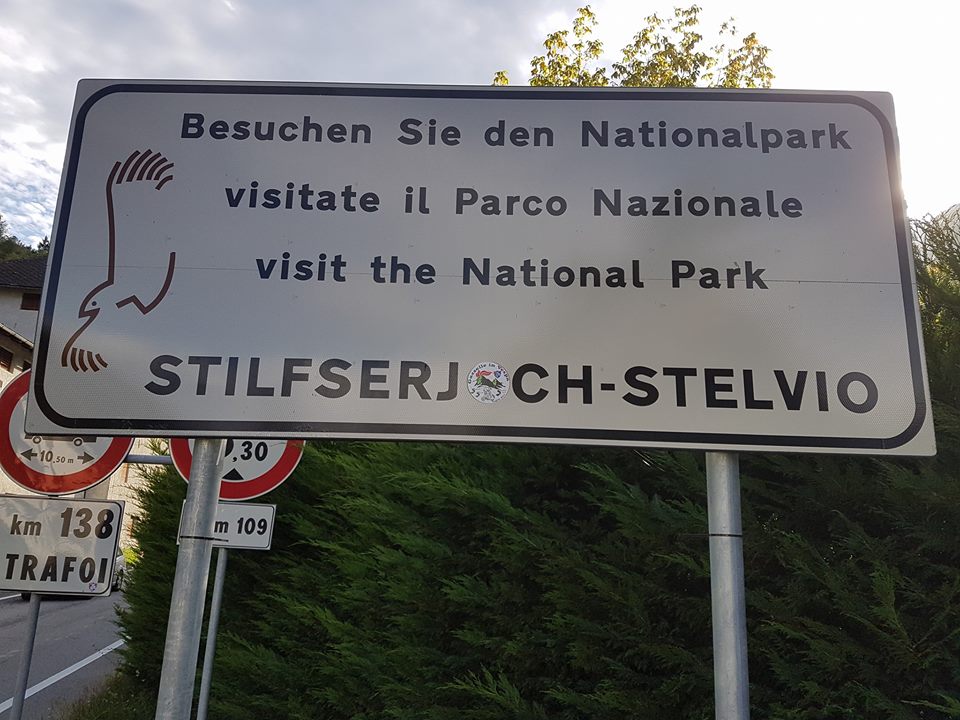 Besuchen Sie den Nationalpark
visitate il Parco Nazionale
visit the National Park
STILFSERJ CH-STELVIO
10,50 m
,30
km 138
m 109
TRAFOI